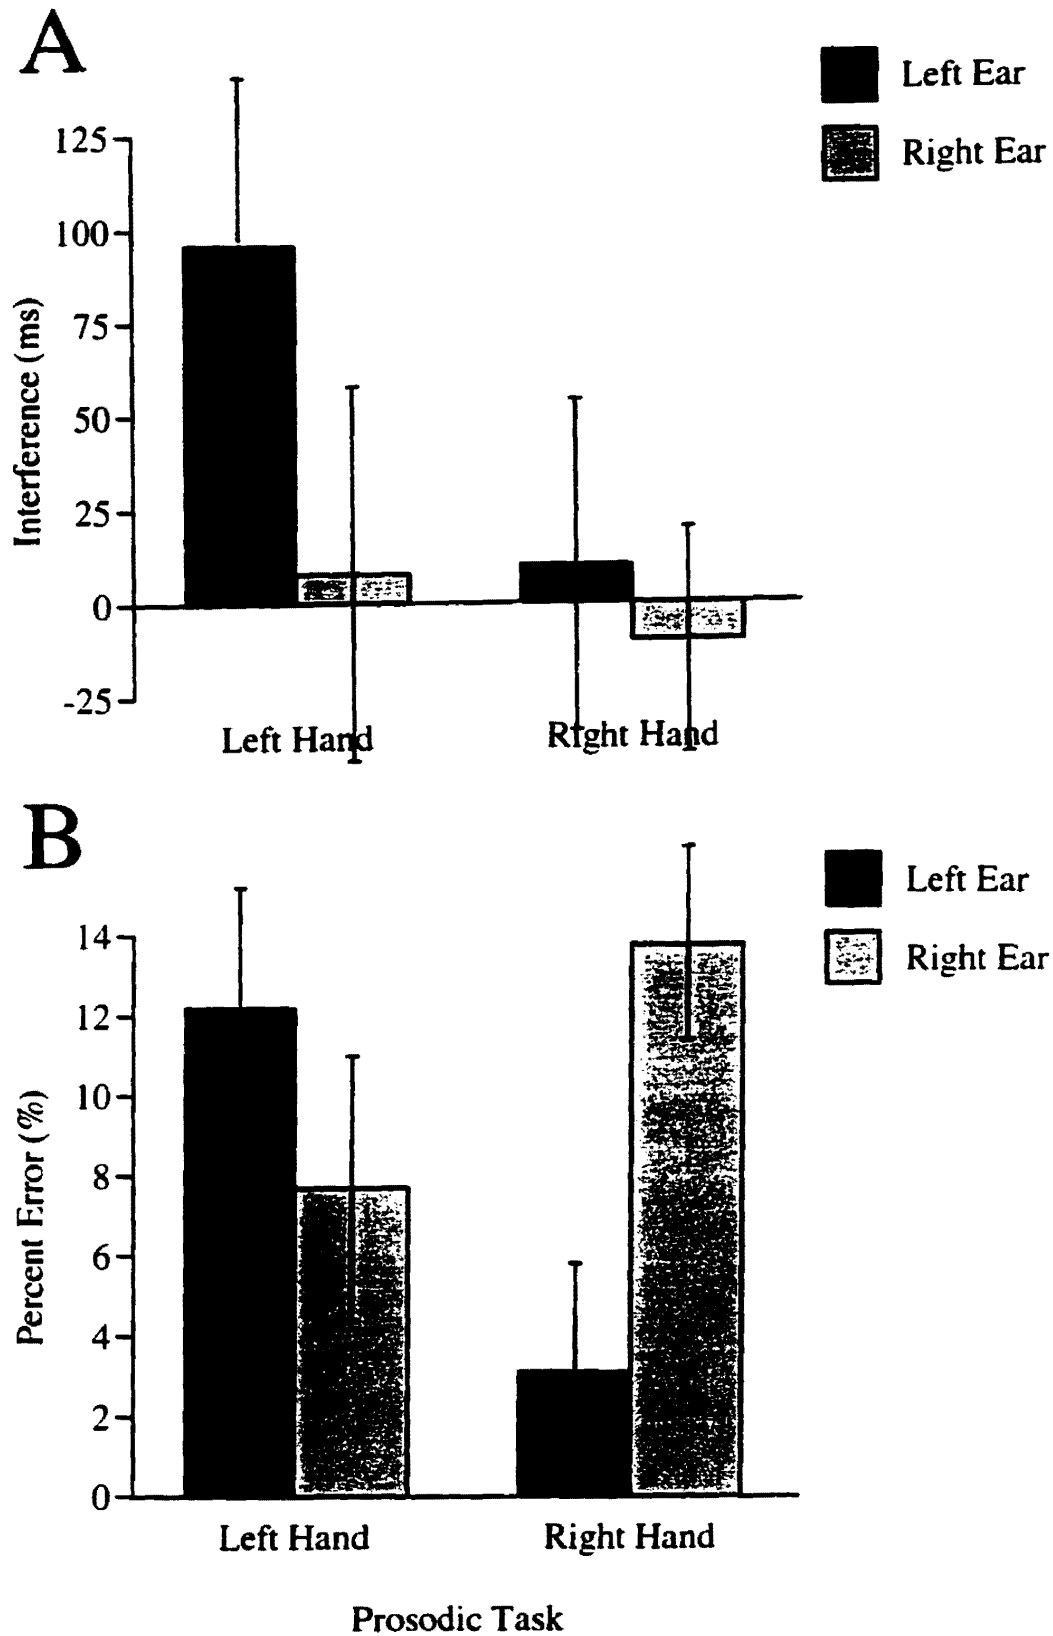 A
Left Ear
Right Ear
125
100
75
50
25
0
-25
Interference (ms)
Left Hand Right Hand
B
Left Ear
Right Ear
14
12
10
8
6
4
2
0
Percent Error (%)
Left Hand Right Hand
Prosodic Task